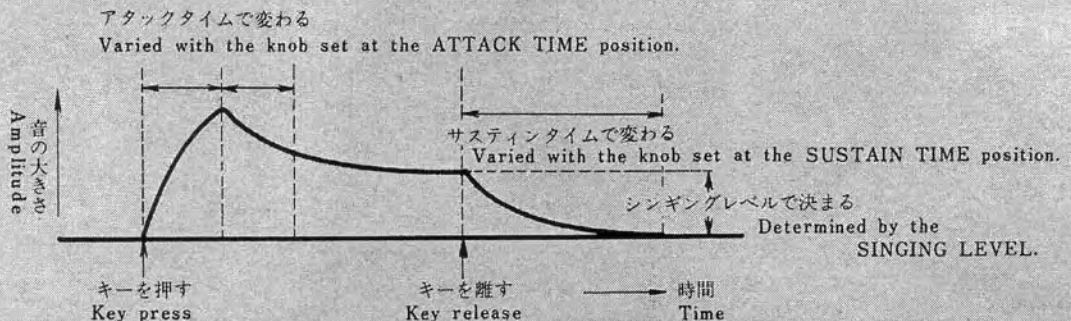 アタックタイムで変わる
Varied with the knob set at the ATTACK TIME position.
音の大きさ
Amplitude
サスティンタイムで変わる
Varied with the knob set at the SUSTAIN TIME position.
シンギングレベルで決まる
Determined by the
SINGING LEVEL.
キーを押す
Key press
キーを離す
Key release
時間
Time